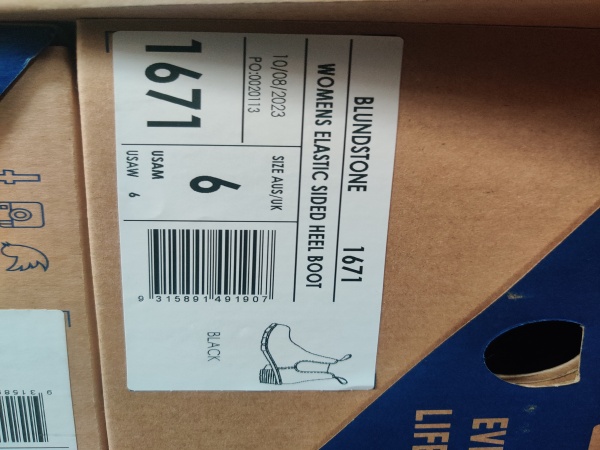 BLUNDSTONE 1671
WOMENS ELASTIC SIDED HEEL BOOT
10/08/2023
PO:0020113
SIZE AUS/UK
6
1671
USAM
USAW 6
9 315891 491907
BLACK
LIFE